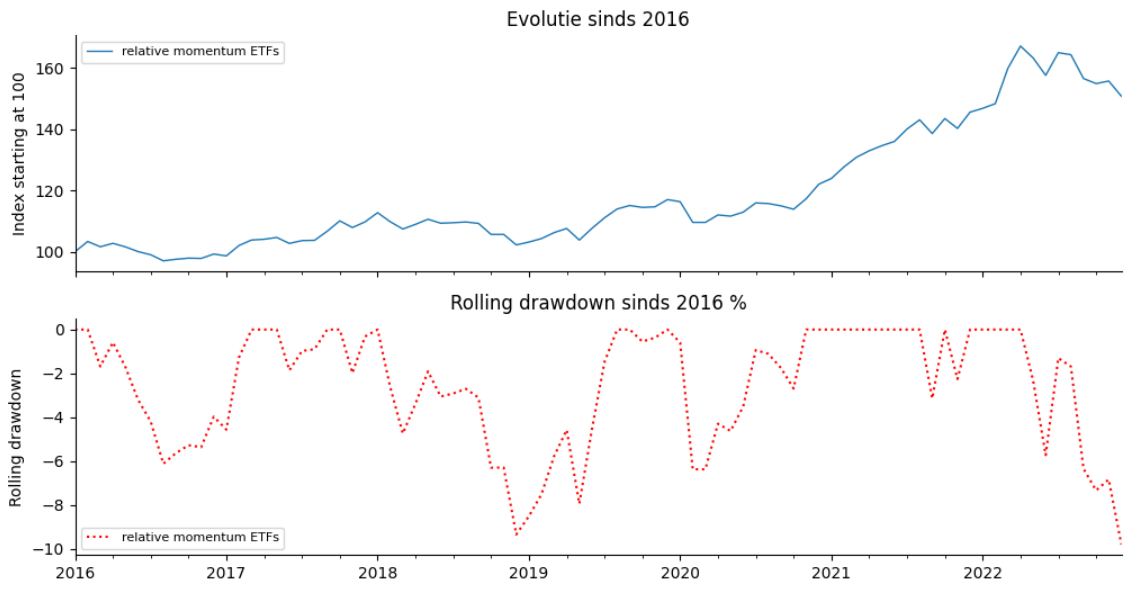 Evolutie sinds 2016
relative momentum ETFs
Index starting at 100
160
140
120
100
Rolling drawdown sinds 2016 %
Rolling drawdown
0
−2
−4
−6
−8
−10
relative momentum ETFs
2016 2017 2018 2019 2020 2021 2022